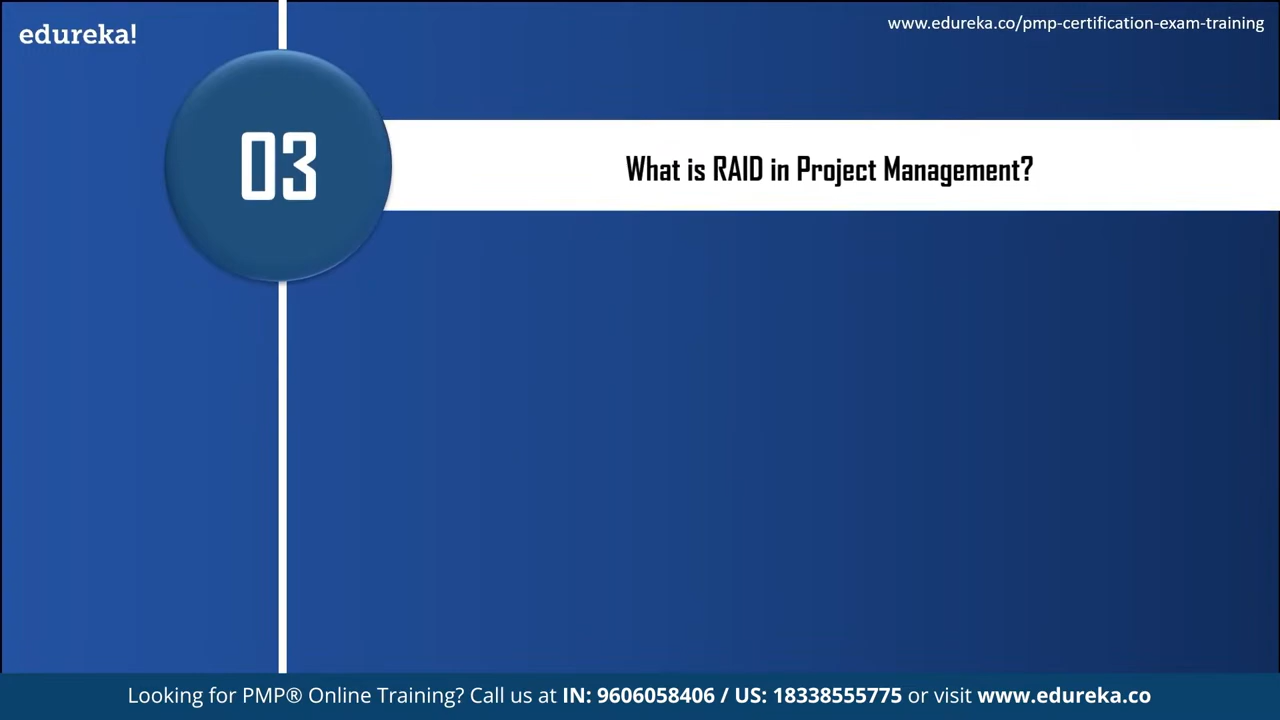 edureka!
www.edureka.co/pmp-certification-exam-training
03
What is RAID in Project Management?
Looking for PMP® Online Training? Call us at IN: 9606058406 / US: 18338555775 or visit www.edureka.co